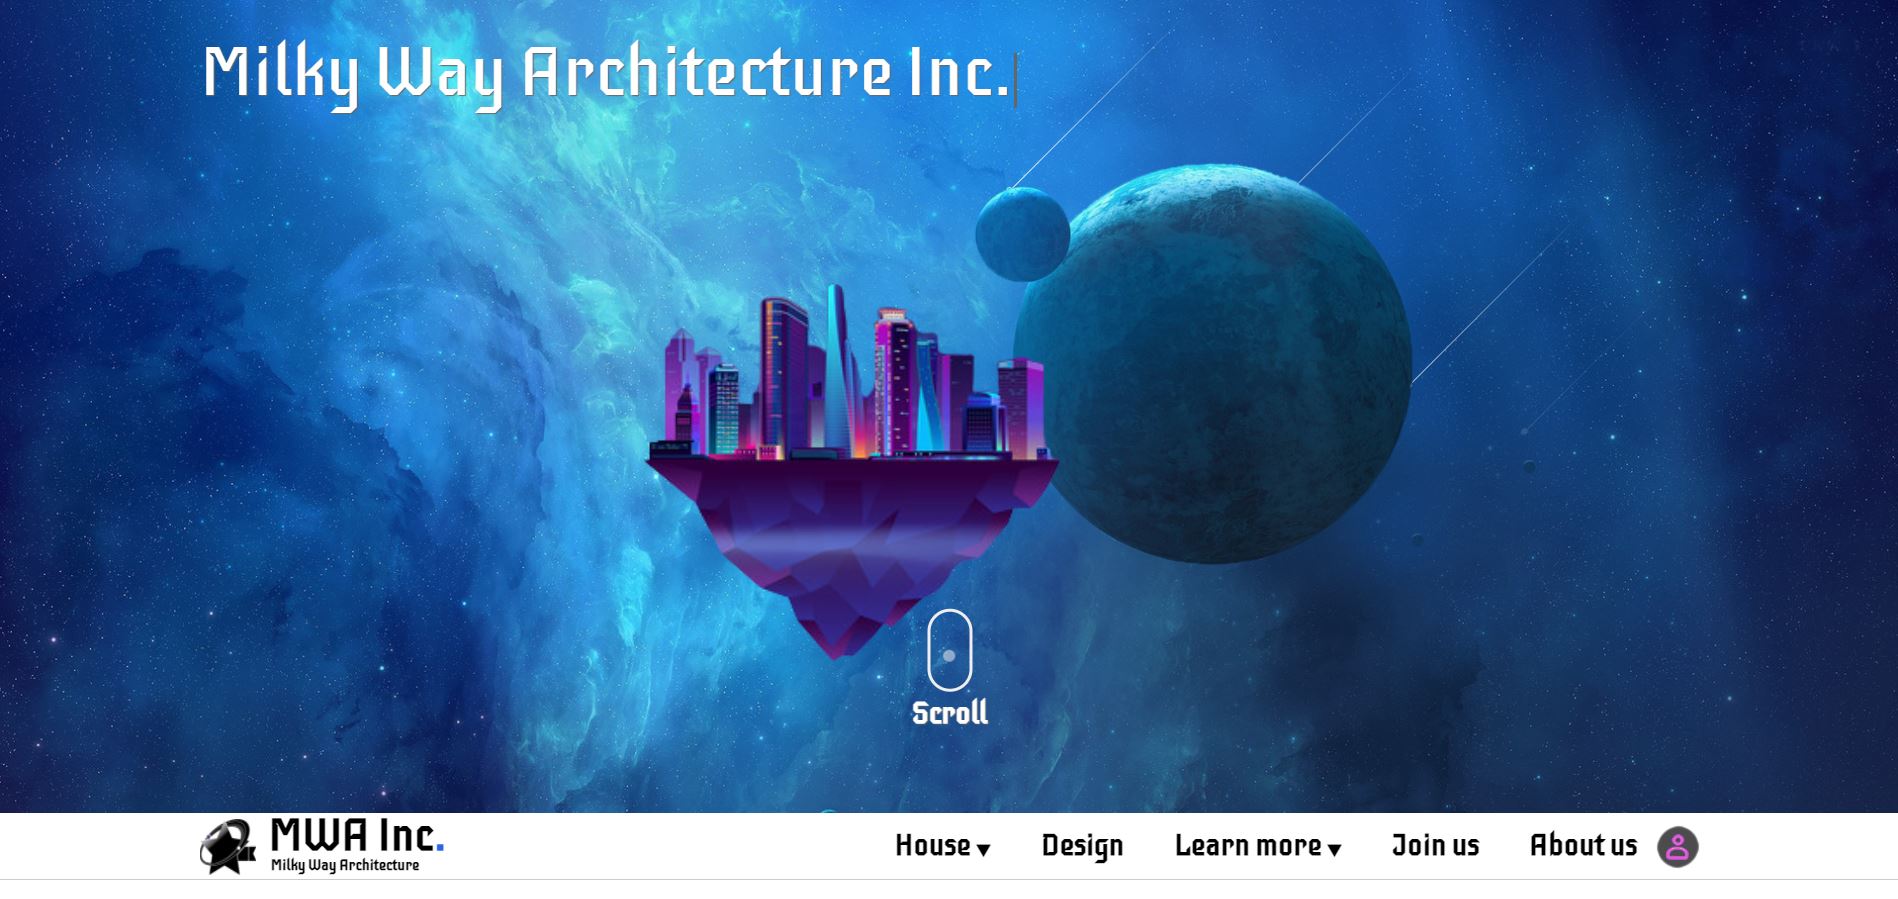 Milky Way Architecture Inc.
Scroll
MWA Inc.
Milky Way Architecture
House ▼ Design Learn more ▼ Join us About us